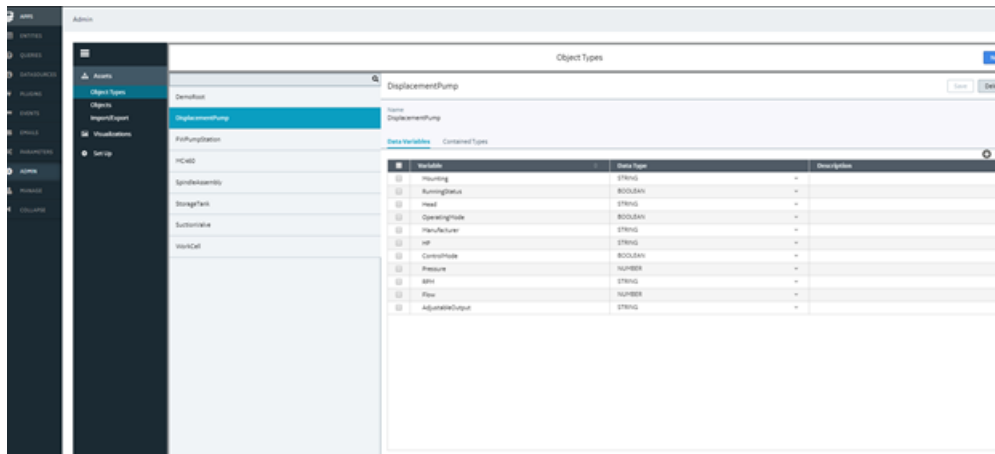 APPS
ENTITIES
QUERIES
DATASOURCES
PLUGINS
EVENTS
EMAILS
PARAMETERS
ADMIN
MANAGE
COLLAPSE
Admin
Assets
Object Types
Objects
Import/Export
Visualizations
Set Up
Object Types
DemoRoot
DisplacementPump
StorageTank
SpindleAssembly
SuctionValve
WorkCell
DisplacementPump
Save
Name
DisplacementPump
Data Variables Contained Types
Variable Data Type Description
Mounting STRING
RunningStatus BOOLEAN
Head STRING
OperatingMode BOOLEAN
Manufacturer STRING
HP STRING
ControlMode BOOLEAN
Pressure NUMBER
RPM STRING
Flow NUMBER
AdjustableOutput STRING